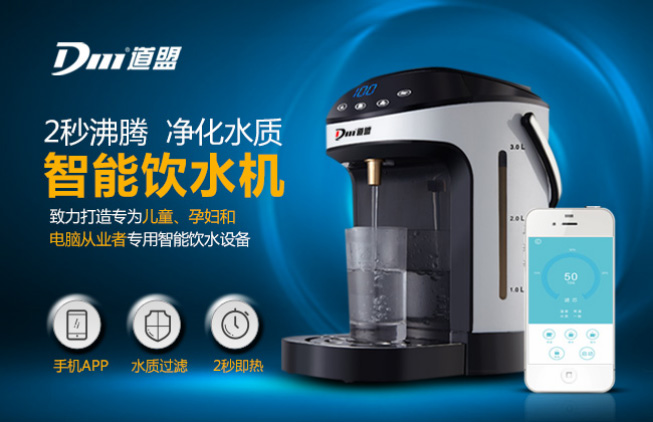 Dm®道盟
2秒沸腾 净化水质
智能饮水机
致力打造专为儿童、孕妇和
电脑从业者专用智能饮水设备
手机APP
水质过滤
2秒即热
100
Dm道盟
3.0L
2.0L
1.0L
50